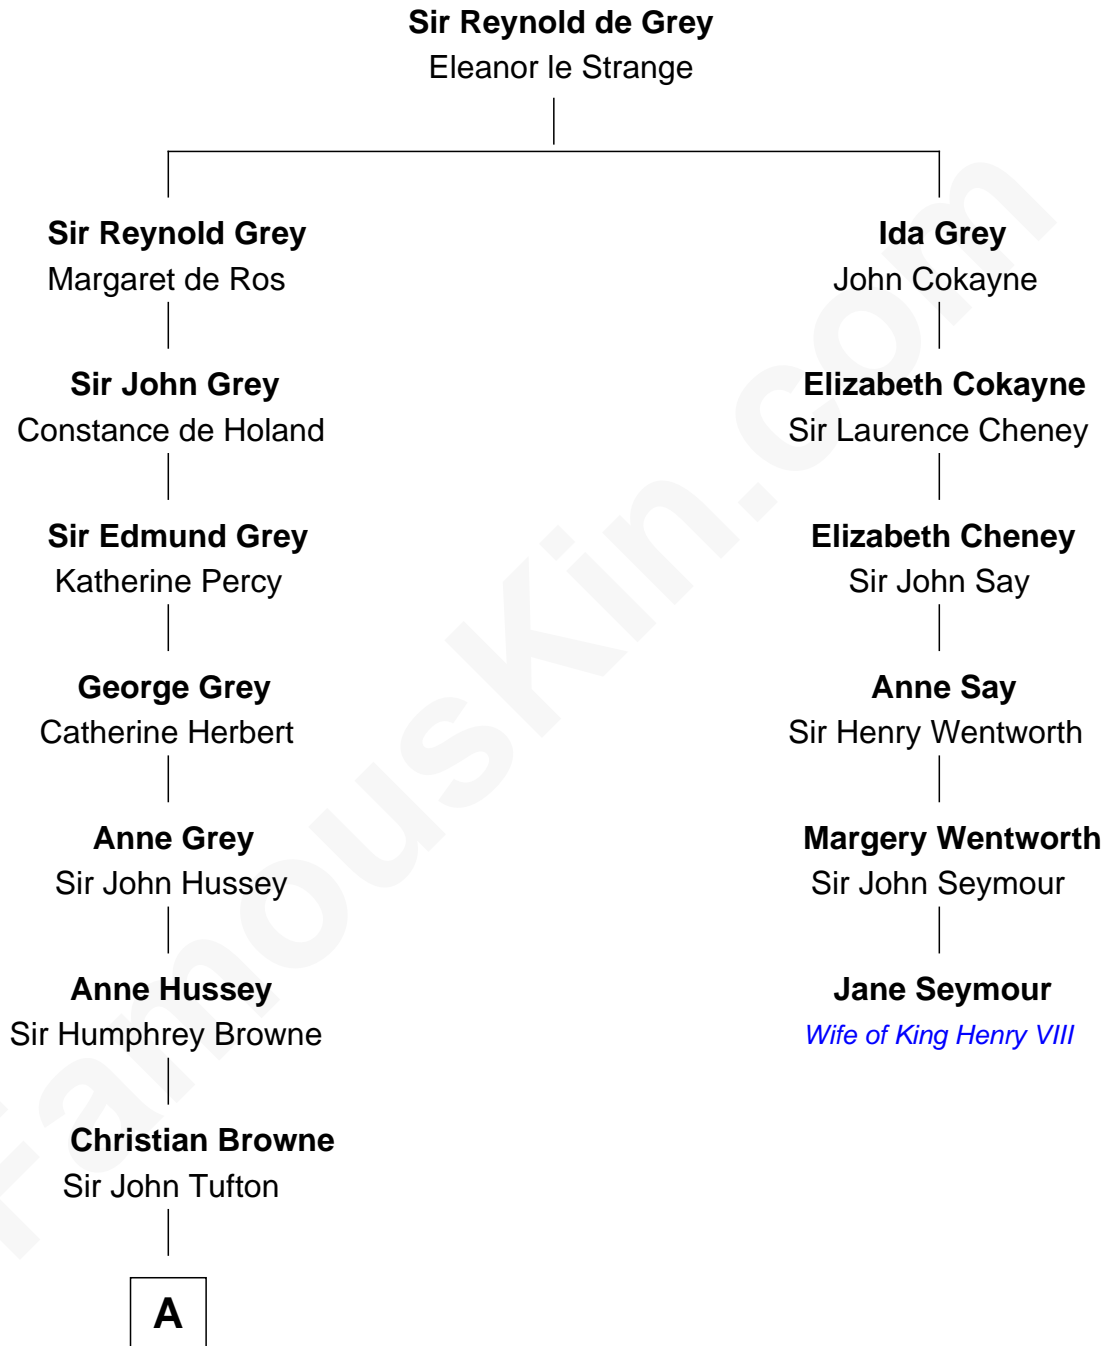 Sir Reynold de Grey
Eleanor le Strange
Sir Reynold Grey
Margaret de Ros
Sir John Grey
Constance de Holand
Sir Edmund Grey
Katherine Percy
George Grey
Catherine Herbert
Anne Grey
Sir John Hussey
Anne Hussey
Sir Humphrey Browne
Christian Browne
Sir John Tufton
A
Ida Grey
John Cokayne
Elizabeth Cokayne
Sir Laurence Cheney
Elizabeth Cheney
Sir John Say
Anne Say
Sir Henry Wentworth
Margery Wentworth
Sir John Seymour
Jane Seymour
Wife of King Henry VIII
FamousKin.com